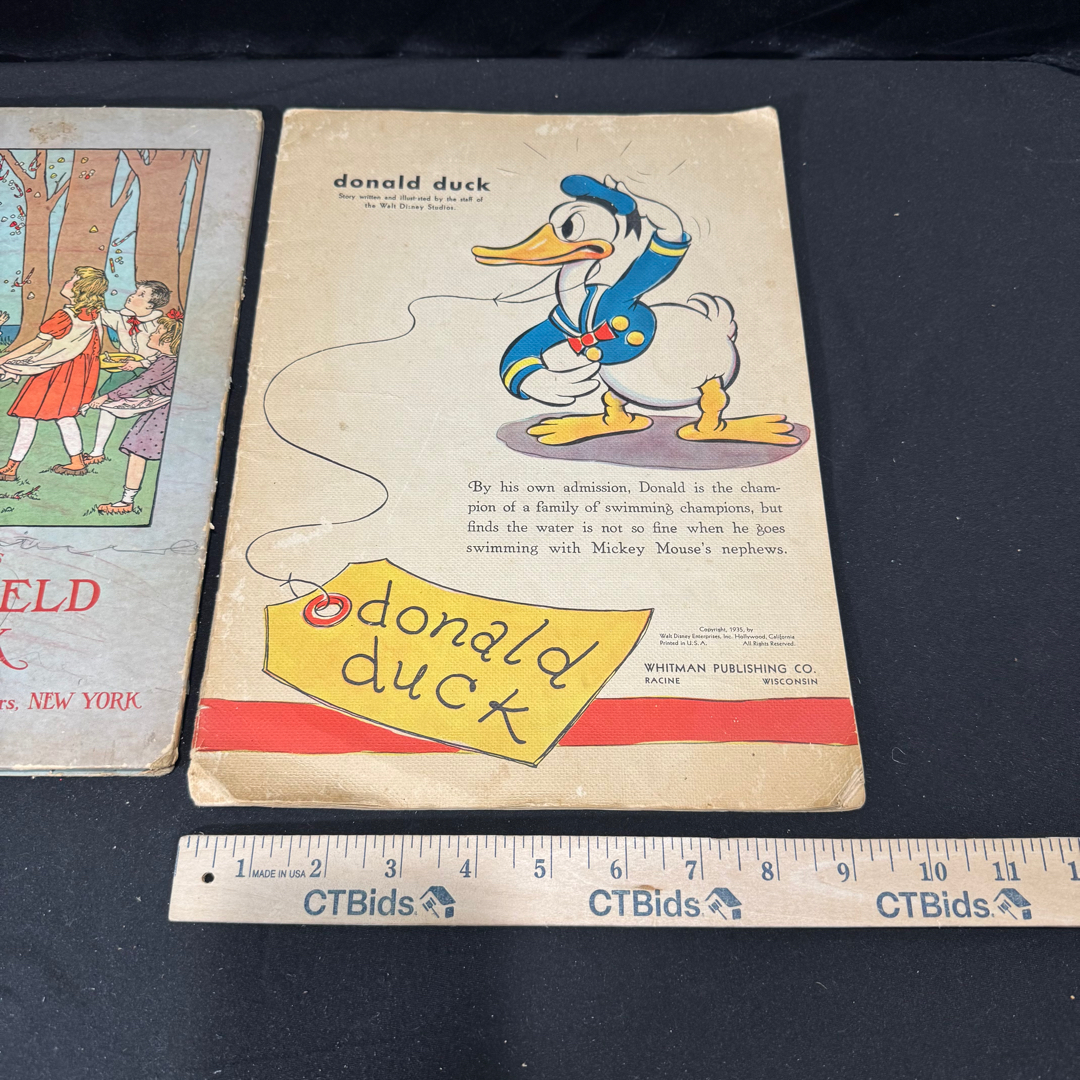 donald duck
Story written and illustrated by the staff of
the Walt Disney Studios.
By his own admission, Donald is the cham-
pion of a family of swimming champions, but
finds the water is not so fine when he goes
swimming with Mickey Mouse's nephews.
donald
duck
Copyright, 1935, by
Walt Disney Enterprises, Inc. Hollywood, California
Printed in U.S.A. All Rights Reserved.
WHITMAN PUBLISHING CO.
RACINE WISCONSIN
ELD
K
rs, NEW YORK
1 MADE IN USA 2 3 4 5 6 7 8 9 10 11 1
CTBids. CTBids. CTBids.